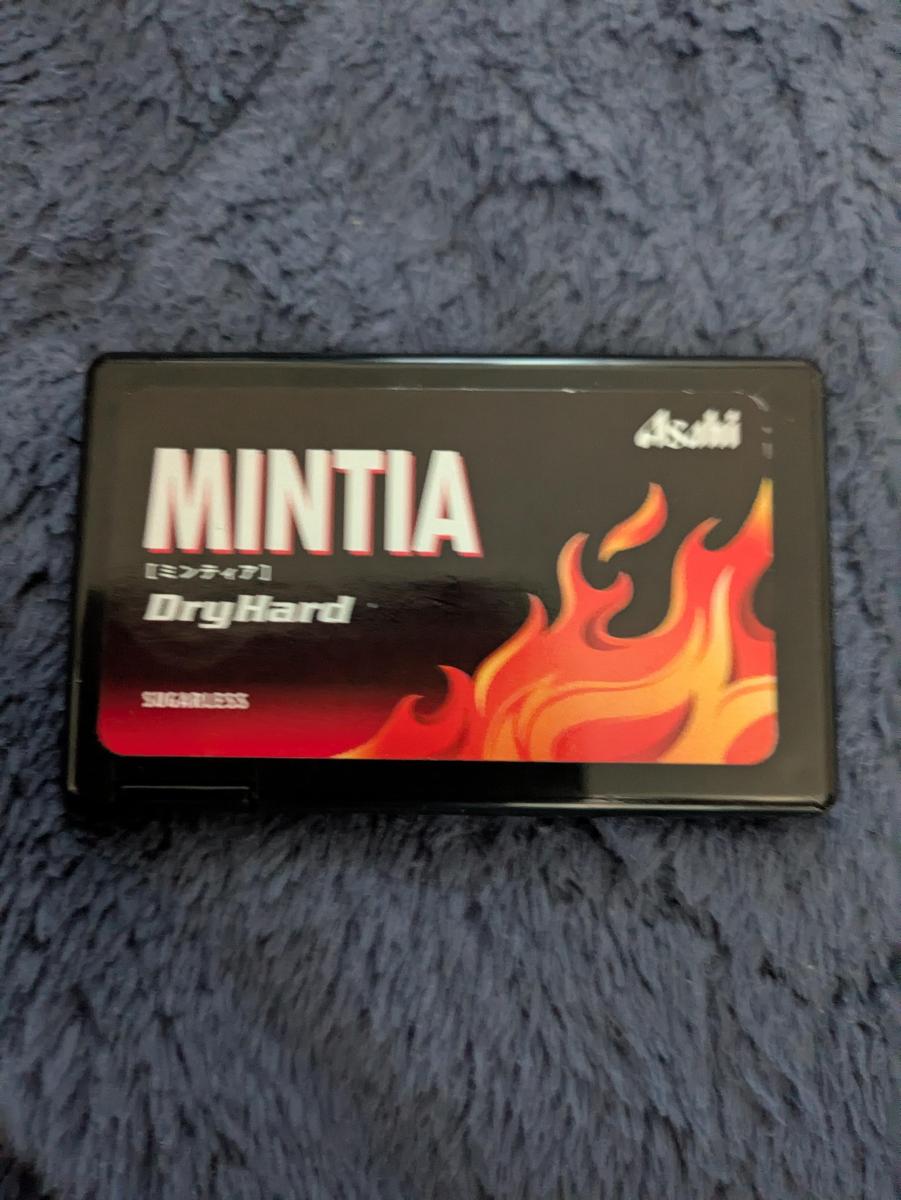 Asahi
MINTIA
[ミンティア]
DryHard
SUGARLESS